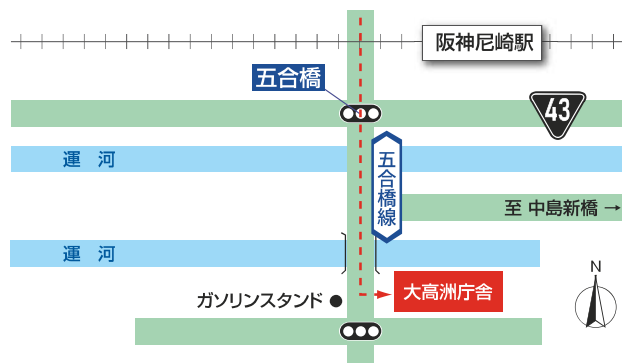 阪神尼崎駅
五合橋
43
運 河
五合橋線
至 中島新橋 →
運 河
大高洲庁舎
ガソリンスタンド
N